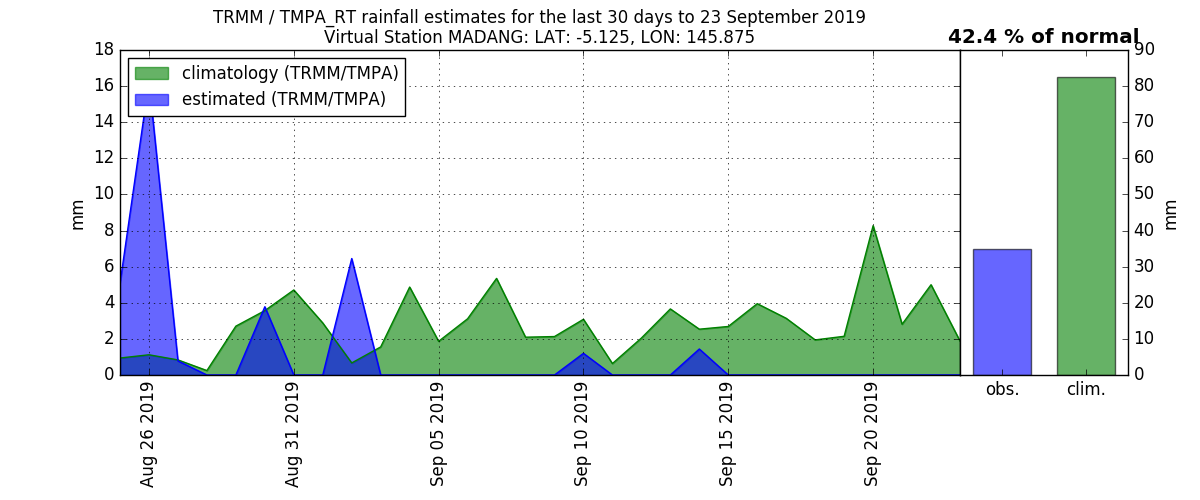 TRMM / TMPA_RT rainfall estimates for the last 30 days to 23 September 2019
Virtual Station MADANG: LAT: -5.125, LON: 145.875
42.4 % of normal
climatology (TRMM/TMPA)
estimated (TRMM/TMPA)
18
16
14
12
10
8
6
4
2
0
mm
Aug 26 2019
Aug 31 2019
Sep 05 2019
Sep 10 2019
Sep 15 2019
Sep 20 2019
obs.
clim.
90
80
70
60
50
40
30
20
10
0
mm